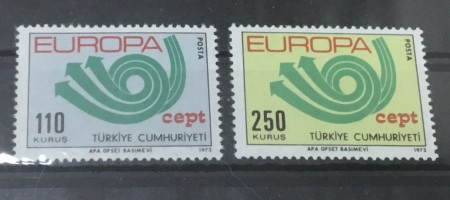 EUROPA
POSTA
cept
110
KURUŞ
TÜRKİYE CUMHURİYETİ
APA OFSET BASIMEVİ 1973
EUROPA
POSTA
cept
250
KURUŞ
TÜRKİYE CUMHURİYETİ
APA OFSET BASIMEVİ 1973